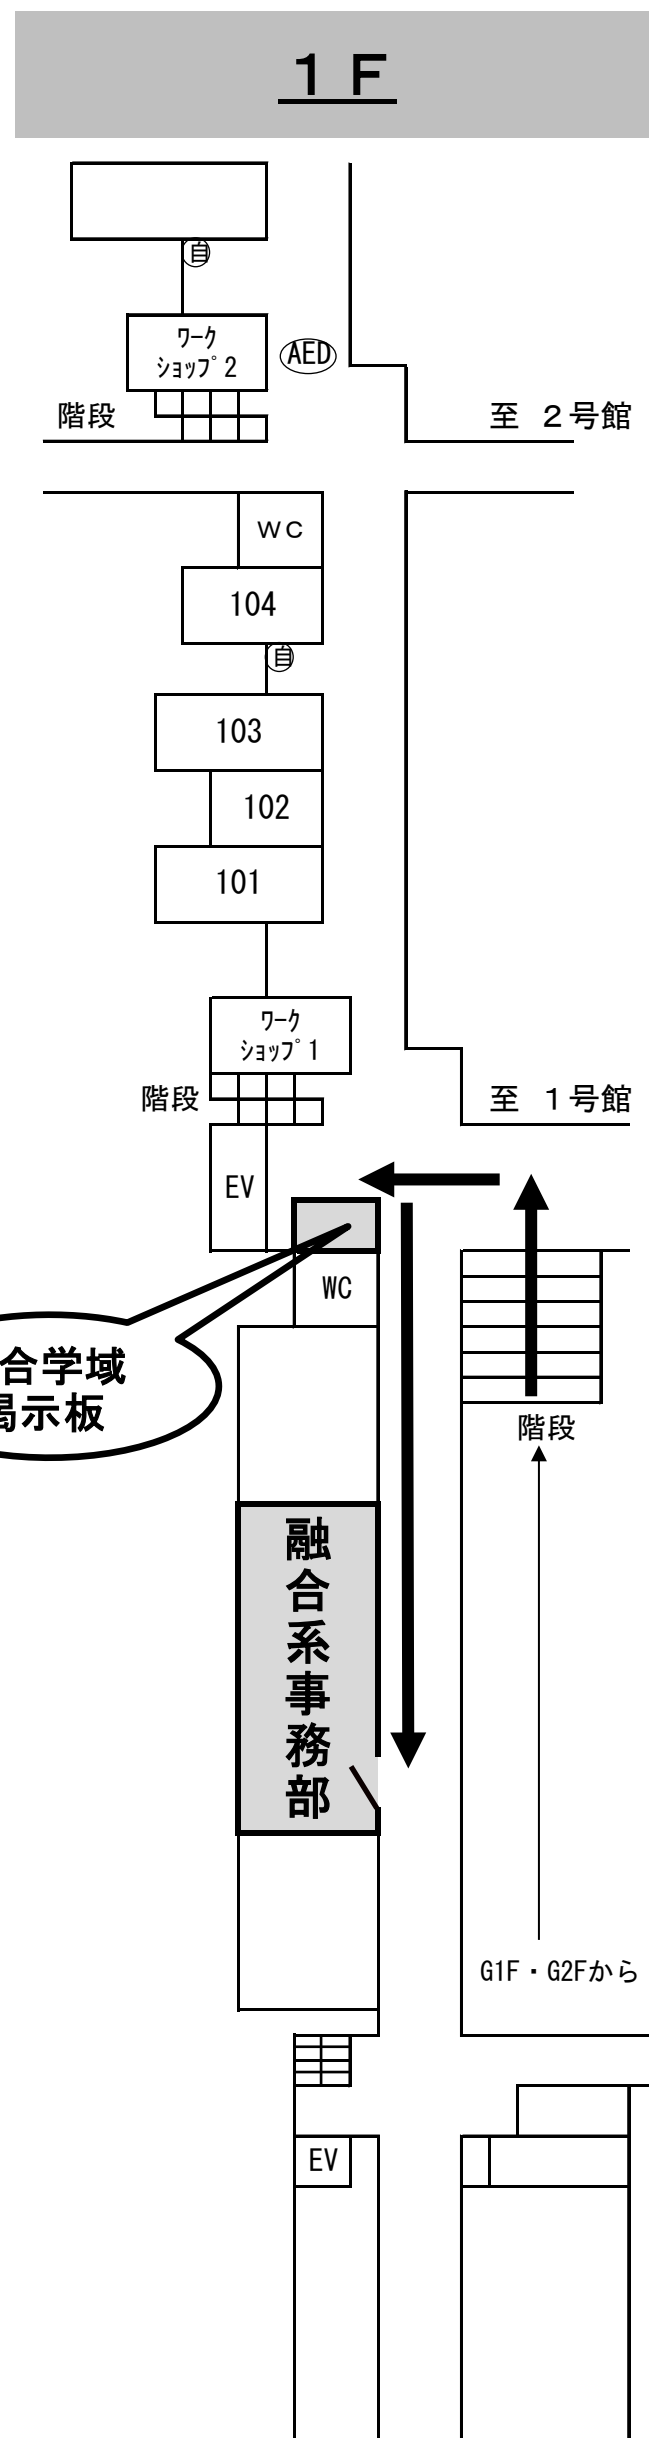 １Ｆ
自
ﾜｰｸ
ｼｮｯﾌﾟ2
AED
階段
至　２号館
ＷＣ
104
自
103
102
101
ﾜｰｸ
ｼｮｯﾌﾟ1
階段
至　１号館
EV
WC
合学域
掲示板
階段
融合系事務部
G1F・G2Fから
EV